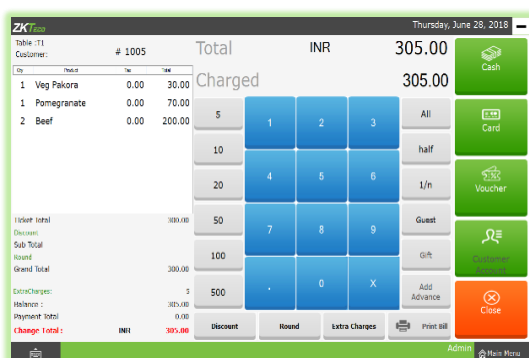 ZKTeco
Thursday, June 28, 2018
Table :T1
Customer:
# 1005
Qty Product Tax Total
1 Veg Pakora 0.00 30.00
1 Pomegranate 0.00 70.00
2 Beef 0.00 200.00
Ticket Total 300.00
Discount
Sub Total
Round
Grand Total 300.00
ExtraCharges: 5
Balance : 305.00
Payment Total 0.00
Change Total : INR 305.00
Total INR 305.00
Charged 305.00
5 1 2 3 All
10 half
20 4 5 6 1/n
50 7 8 9 Guest
100 Gift
500 . 0 X Add Advance
Discount Round Extra Charges Print Bill
Cash
Card
Voucher
Customer Account
Close
Admin
Main Menu